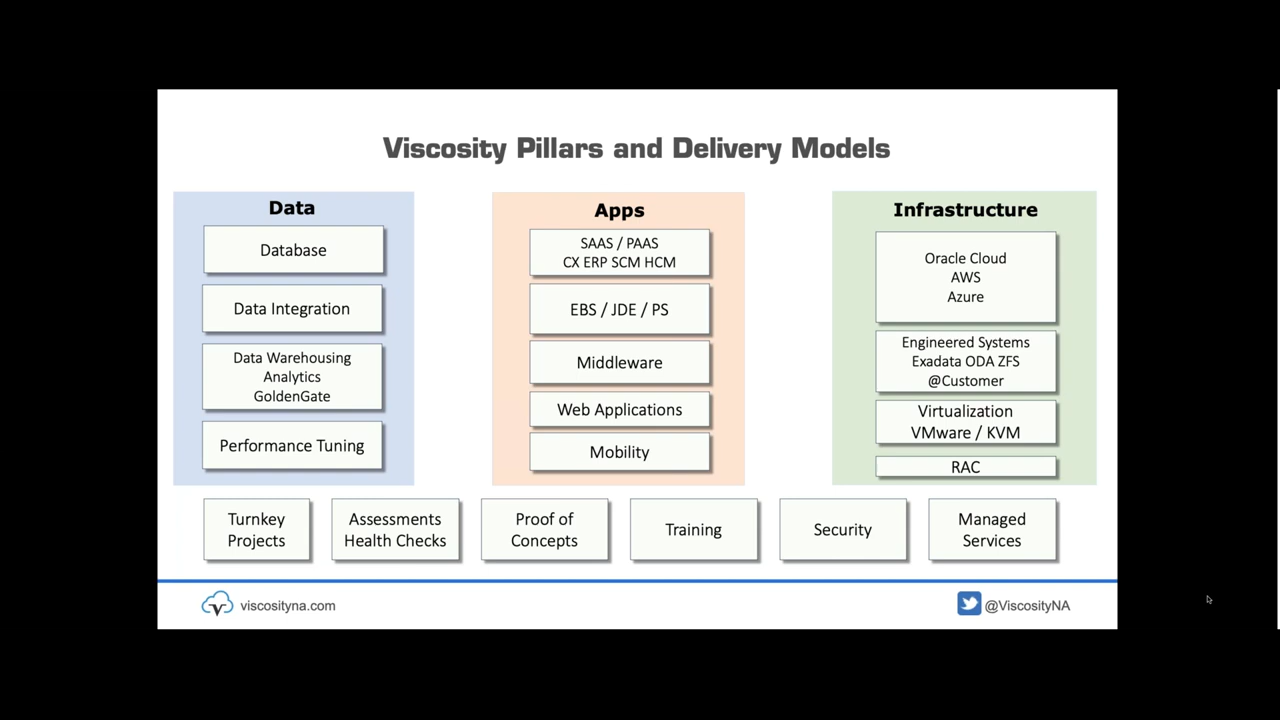 Viscosity Pillars and Delivery Models
Data
Database
Data Integration
Data Warehousing
Analytics
GoldenGate
Performance Tuning
Apps
SAAS / PAAS
CX ERP SCM HCM
EBS / JDE / PS
Middleware
Web Applications
Mobility
Infrastructure
Oracle Cloud
AWS
Azure
Engineered Systems
Exadata ODA ZFS
@Customer
Virtualization
VMware / KVM
RAC
Turnkey
Projects
Assessments
Health Checks
Proof of
Concepts
Training
Security
Managed
Services
viscosityna.com
@ViscosityNA